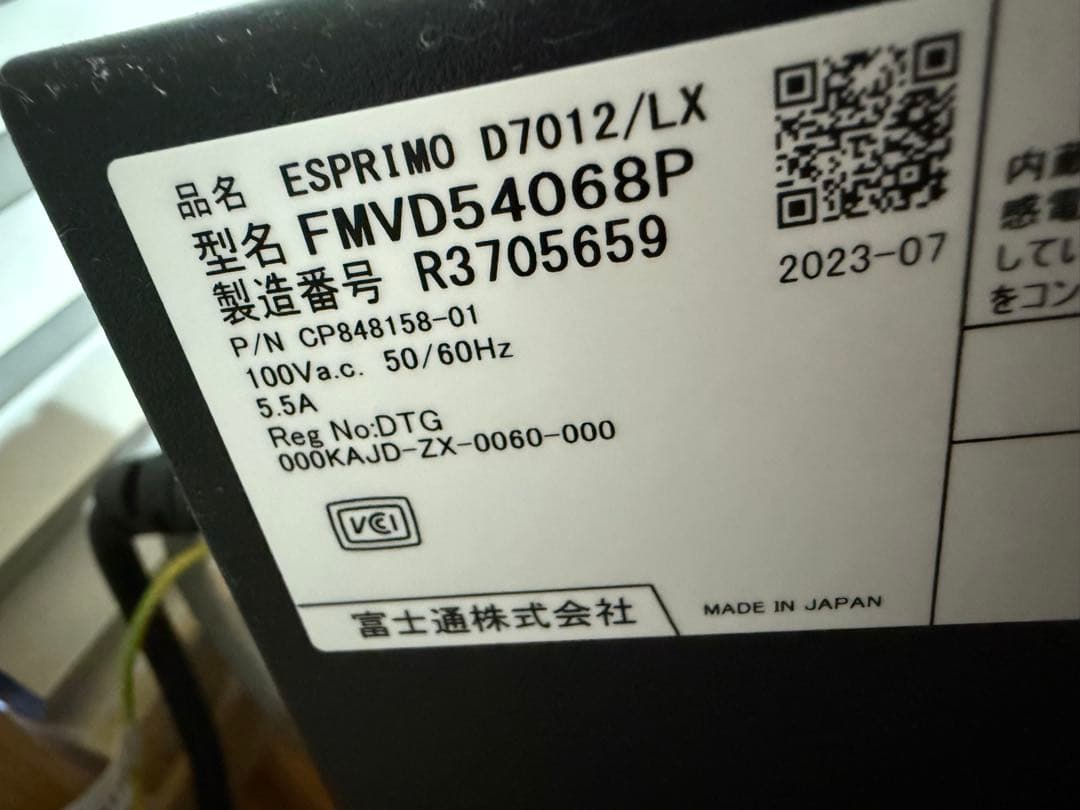 品名 ESPRIMO D7012/LX
型名 FMVD54068P
製造番号 R3705659
P/N CP848158-01
100Va.c. 50/60Hz
5.5A
Reg No:DTG
000KAJD-ZX-0060-000
VCCI
富士通株式会社
MADE IN JAPAN
2023-07
内蔵
感電
してい
をコン